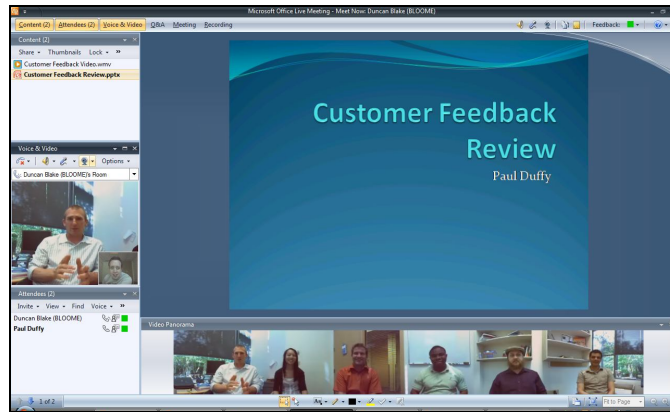 Microsoft Office Live Meeting - Meet Now: Duncan Blake (BLOOME)
Content (2) Attendees (2) Voice & Video Q&A Meeting Recording Feedback:
Content (2)
Share Thumbnails Lock »
Customer Feedback Video.wmv
Customer Feedback Review.pptx
Customer Feedback
Review
Paul Duffy
Voice & Video
Options
Duncan Blake (BLOOME)'s Room
Attendees (2)
Invite View Find Voice »
Duncan Blake (BLOOME)
Paul Duffy
Video Panorama
1 of 2 Fit to Page